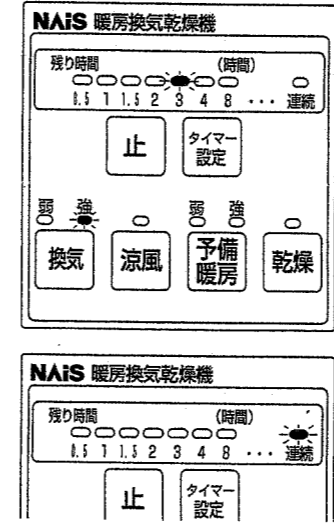 NAiS 暖房換気乾燥機
残り時間 (時間)
0.5 1 1.5 2 3 4 8 ··· 連続
止 タイマー設定
弱 強 弱 強
換気 涼風 予備暖房 乾燥
NAiS 暖房換気乾燥機
残り時間 (時間)
0.5 1 1.5 2 3 4 8 ··· 連続
止 タイマー設定